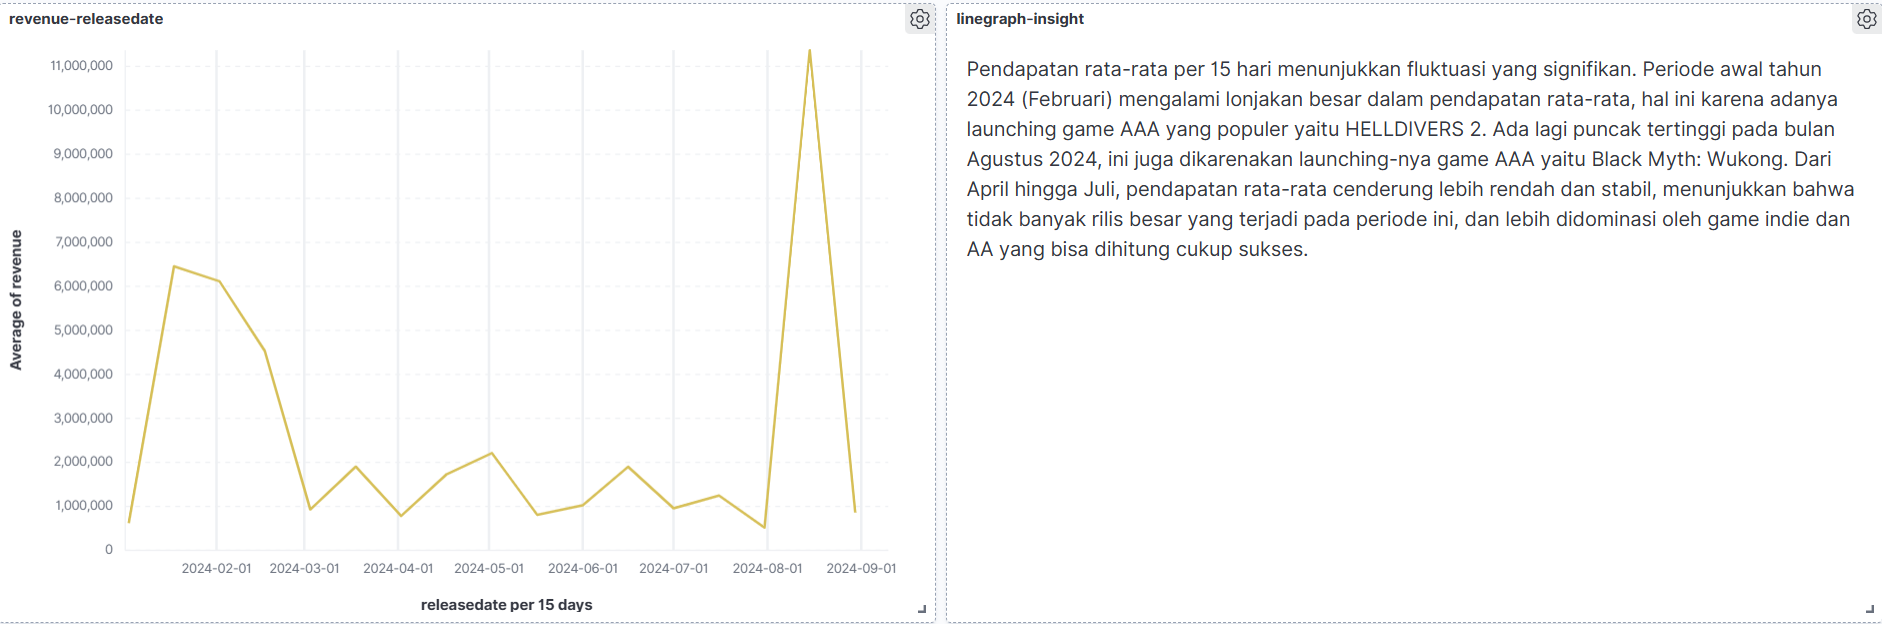 revenue-releasedate
Average of revenue
11,000,000
10,000,000
9,000,000
8,000,000
7,000,000
6,000,000
5,000,000
4,000,000
3,000,000
2,000,000
1,000,000
0
2024-02-01 2024-03-01 2024-04-01 2024-05-01 2024-06-01 2024-07-01 2024-08-01 2024-09-01
releasedate per 15 days
linegraph-insight
Pendapatan rata-rata per 15 hari menunjukkan fluktuasi yang signifikan. Periode awal tahun
2024 (Februari) mengalami lonjakan besar dalam pendapatan rata-rata, hal ini karena adanya
launching game AAA yang populer yaitu HELLDIVERS 2. Ada lagi puncak tertinggi pada bulan
Agustus 2024, ini juga dikarenakan launching-nya game AAA yaitu Black Myth: Wukong. Dari
April hingga Juli, pendapatan rata-rata cenderung lebih rendah dan stabil, menunjukkan bahwa
tidak banyak rilis besar yang terjadi pada periode ini, dan lebih didominasi oleh game indie dan
AA yang bisa dihitung cukup sukses.